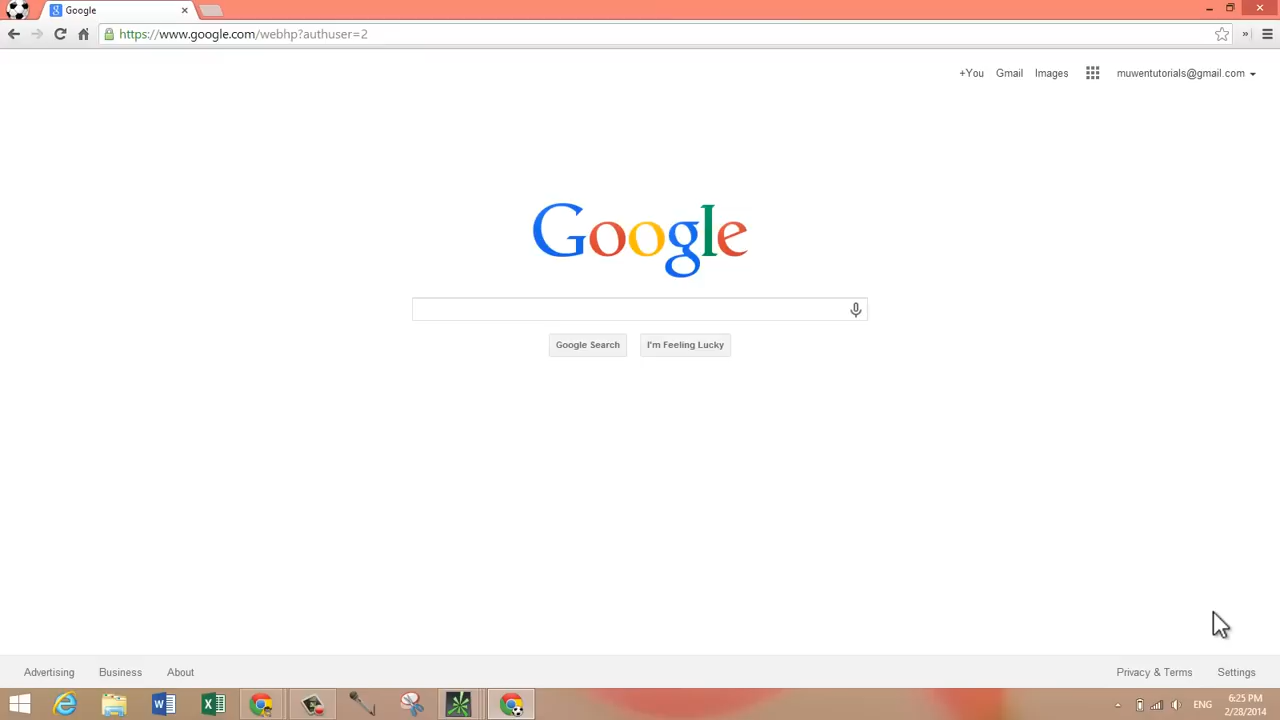 Google
https://www.google.com/webhp?authuser=2
+You Gmail Images muwentutorials@gmail.com
Google
Google Search I'm Feeling Lucky
Advertising Business About Privacy & Terms Settings
ENG 6:25 PM
2/28/2014